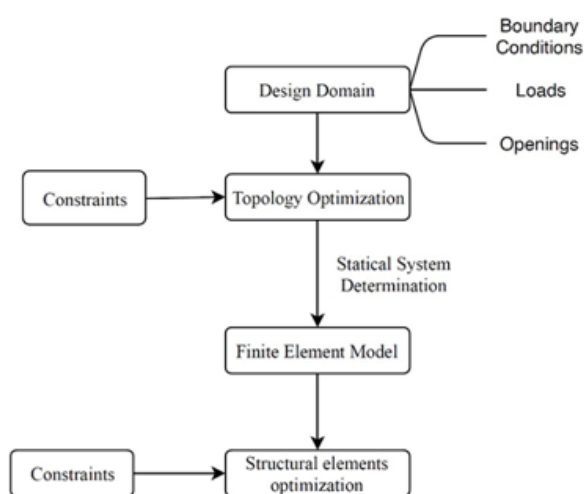 Boundary
Conditions
Design Domain
Loads
Openings
Constraints
Topology Optimization
Statical System
Determination
Finite Element Model
Constraints
Structural elements
optimization